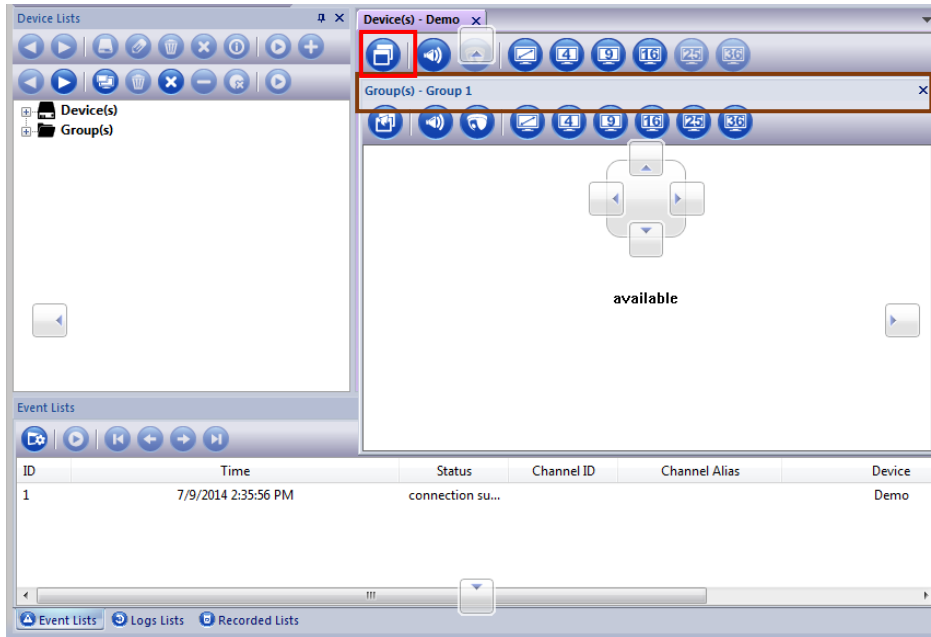 Device Lists
Device(s) - Demo
4 9 16 25 36
Group(s) - Group 1
4 9 16 25 36
Device(s)
Group(s)
available
Event Lists
ID Time Status Channel ID Channel Alias Device
1 7/9/2014 2:35:56 PM connection su... Demo
Event Lists Logs Lists Recorded Lists